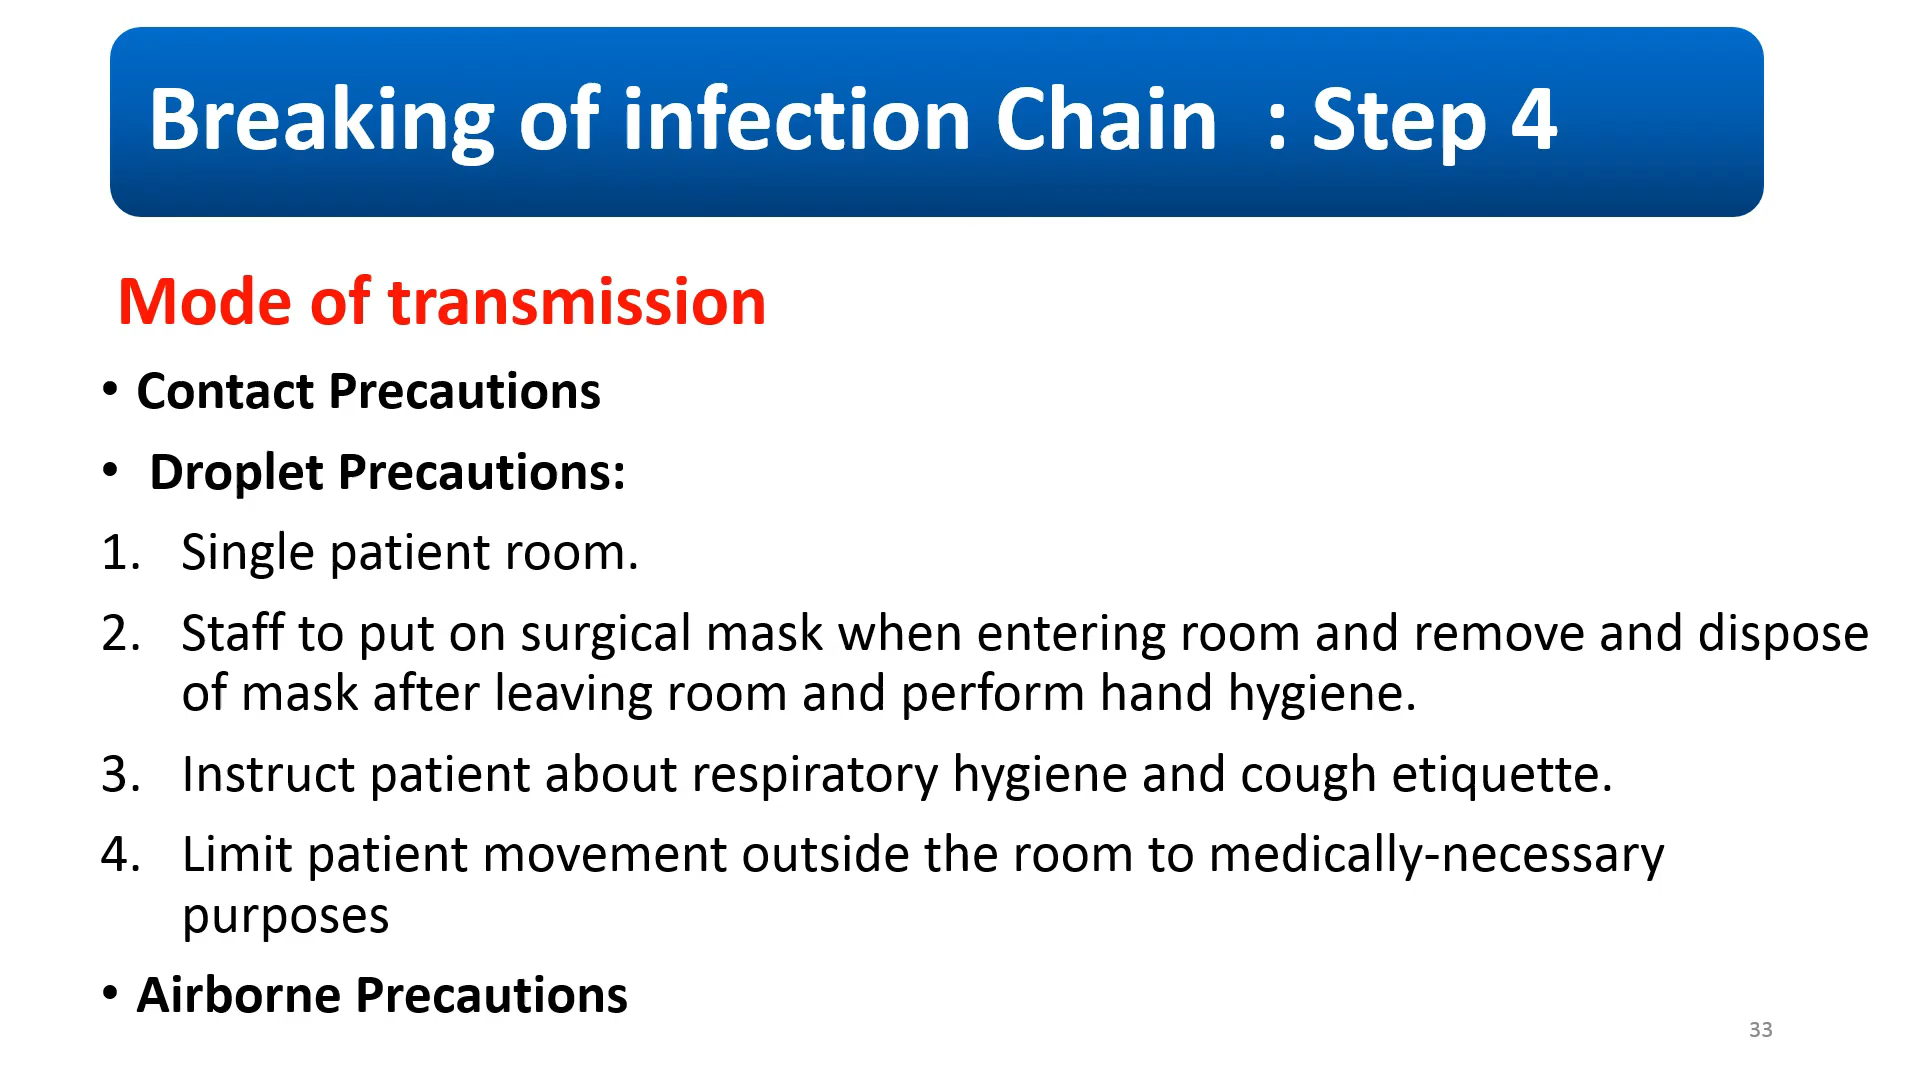 Breaking of infection Chain  : Step 4
Mode of transmission
• Contact Precautions
• Droplet Precautions:
1. Single patient room.
2. Staff to put on surgical mask when entering room and remove and dispose
of mask after leaving room and perform hand hygiene.
3. Instruct patient about respiratory hygiene and cough etiquette.
4. Limit patient movement outside the room to medically-necessary
purposes
• Airborne Precautions
33